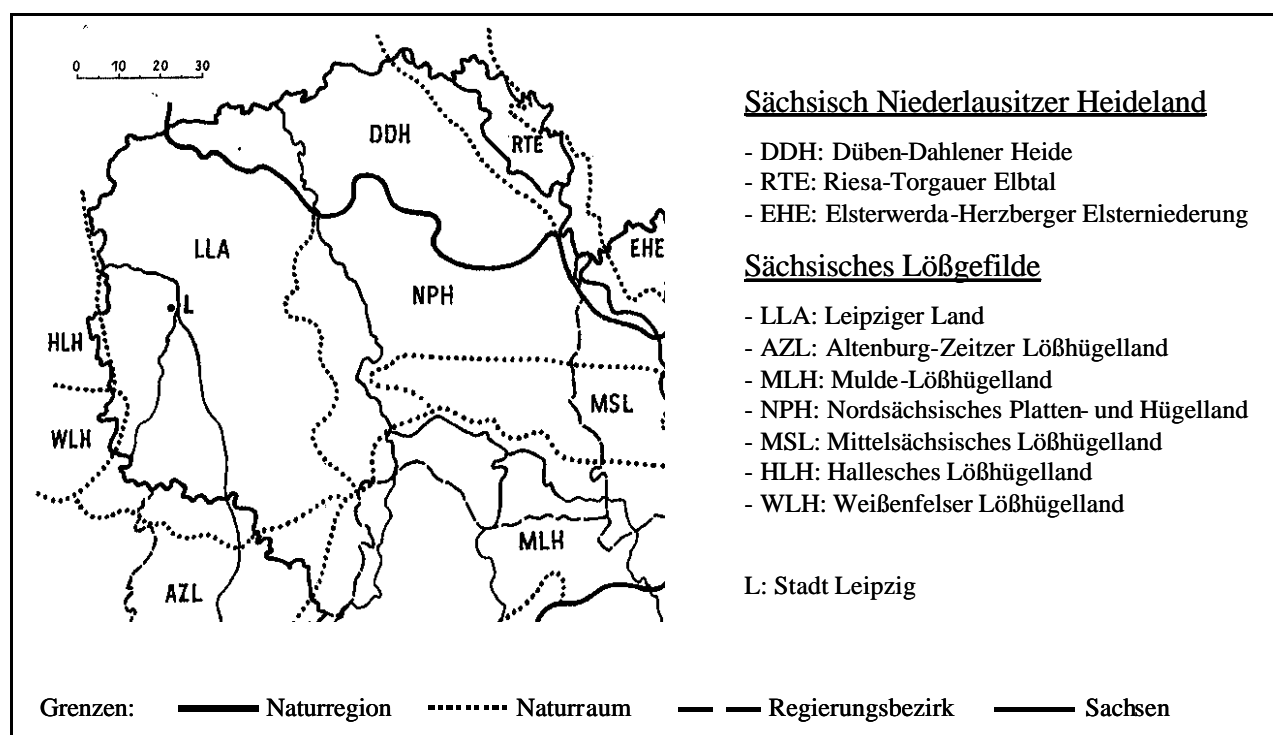 0 10 20 30
DDH
RTE
LLA
EHE
NPH
L
HLH
MSL
WLH
MLH
AZL
Sächsisch Niederlausitzer Heideland
- DDH: Düben-Dahlener Heide
- RTE: Riesa-Torgauer Elbtal
- EHE: Elsterwerda-Herzberger Elsterniederung
Sächsisches Lößgefilde
- LLA: Leipziger Land
- AZL: Altenburg-Zeitzer Lößhügelland
- MLH: Mulde-Lößhügelland
- NPH: Nordsächsisches Platten- und Hügelland
- MSL: Mittelsächsisches Lößhügelland
- HLH: Hallesches Lößhügelland
- WLH: Weißenfelser Lößhügelland
L: Stadt Leipzig
Grenzen: Naturregion Naturraum Regierungsbezirk Sachsen